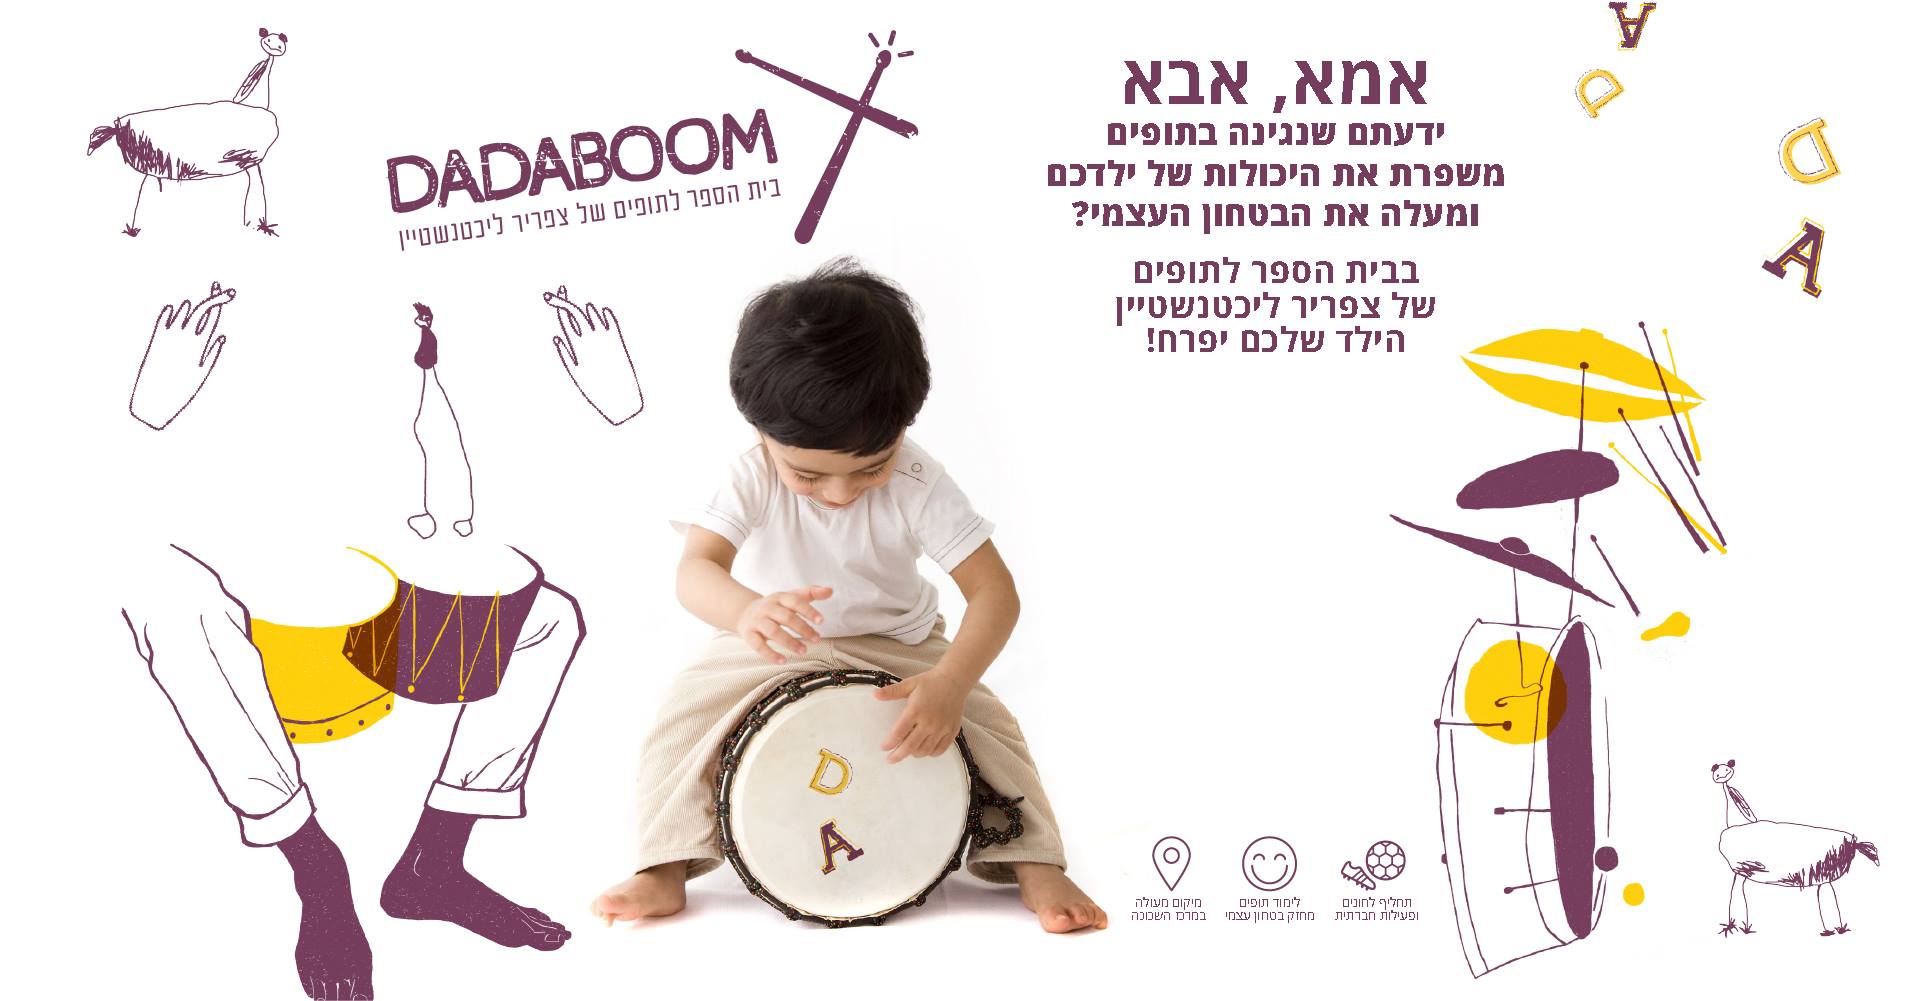 DADABOOM
בית הספר לתופים של צפריר ליכטנשטיין
אמא, אבא
ידעתם שנגינה בתופים
משפרת את היכולות של ילדכם
ומעלה את הבטחון העצמי?
בבית הספר לתופים
של צפריר ליכטנשטיין
הילד שלכם יפרח!
A
D
D
A
D
A
תחליף לחוגים
ופעילות חברתית
לימוד תופים
מחזק בטחון עצמי
מיקום מעולה
במרכז השכונה